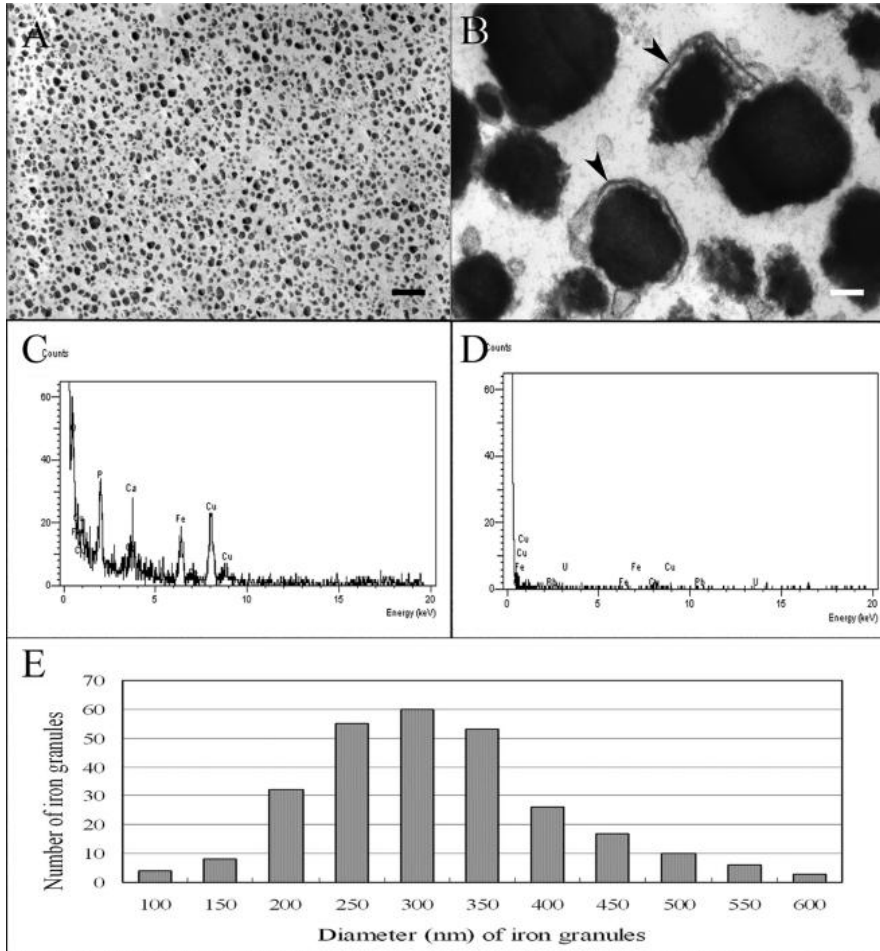 A
B
C
Counts
60
40
20
0
P
Ca
Fe
Cu
Cu
0
5
10
15
20
Energy (keV)
D
Counts
60
40
20
0
Cu
Cu
Fe
U
Fe
Cu
Pb
Fe
Cu
Pb
U
0
5
10
15
20
Energy (keV)
E
Number of iron granules
70
60
50
40
30
20
10
0
100 150 200 250 300 350 400 450 500 550 600
Diameter (nm) of iron granules